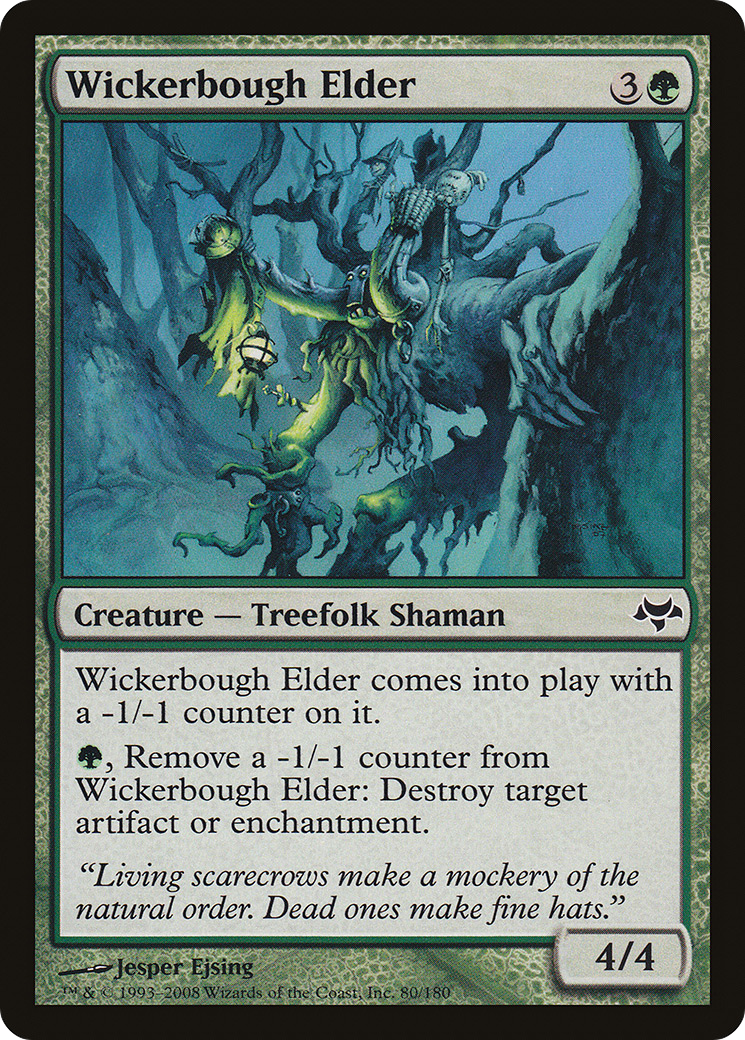 Wickerbough Elder 3
Creature — Treefolk Shaman
Wickerbough Elder comes into play with
a -1/-1 counter on it.
, Remove a -1/-1 counter from
Wickerbough Elder: Destroy target
artifact or enchantment.
“Living scarecrows make a mockery of the
natural order. Dead ones make fine hats.”
4/4
Jesper Ejsing
™ & © 1993–2008 Wizards of the Coast, Inc. 80/180